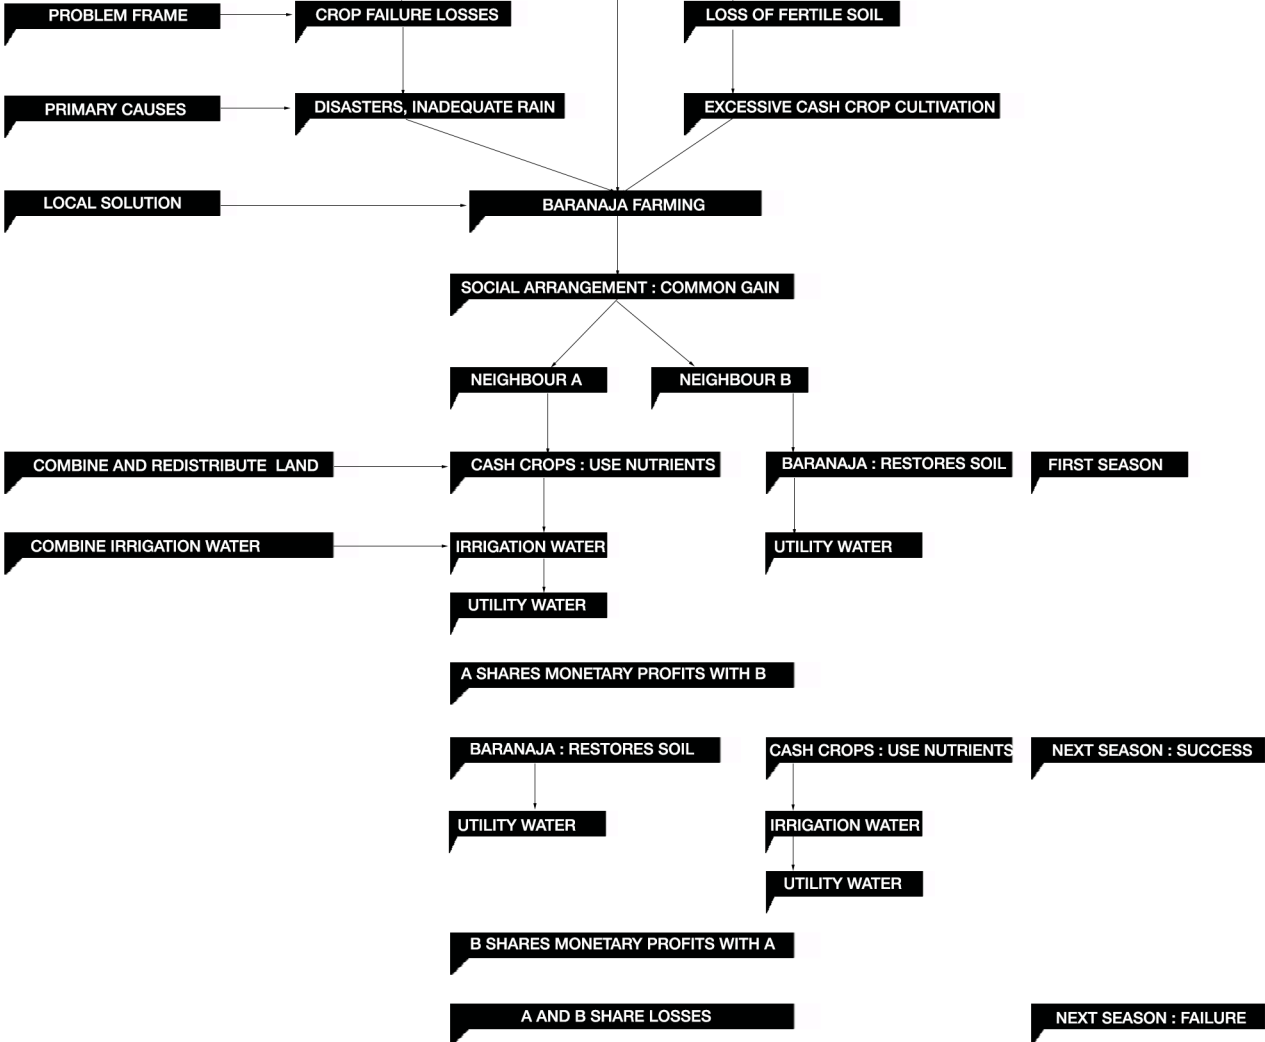 PROBLEM FRAME
CROP FAILURE LOSSES
LOSS OF FERTILE SOIL
PRIMARY CAUSES
DISASTERS, INADEQUATE RAIN
EXCESSIVE CASH CROP CULTIVATION
LOCAL SOLUTION
BARANAJA FARMING
SOCIAL ARRANGEMENT : COMMON GAIN
NEIGHBOUR A
NEIGHBOUR B
COMBINE AND REDISTRIBUTE LAND
CASH CROPS : USE NUTRIENTS
BARANAJA : RESTORES SOIL
FIRST SEASON
COMBINE IRRIGATION WATER
IRRIGATION WATER
UTILITY WATER
UTILITY WATER
A SHARES MONETARY PROFITS WITH B
BARANAJA : RESTORES SOIL
CASH CROPS : USE NUTRIENTS
NEXT SEASON : SUCCESS
UTILITY WATER
IRRIGATION WATER
UTILITY WATER
B SHARES MONETARY PROFITS WITH A
A AND B SHARE LOSSES
NEXT SEASON : FAILURE